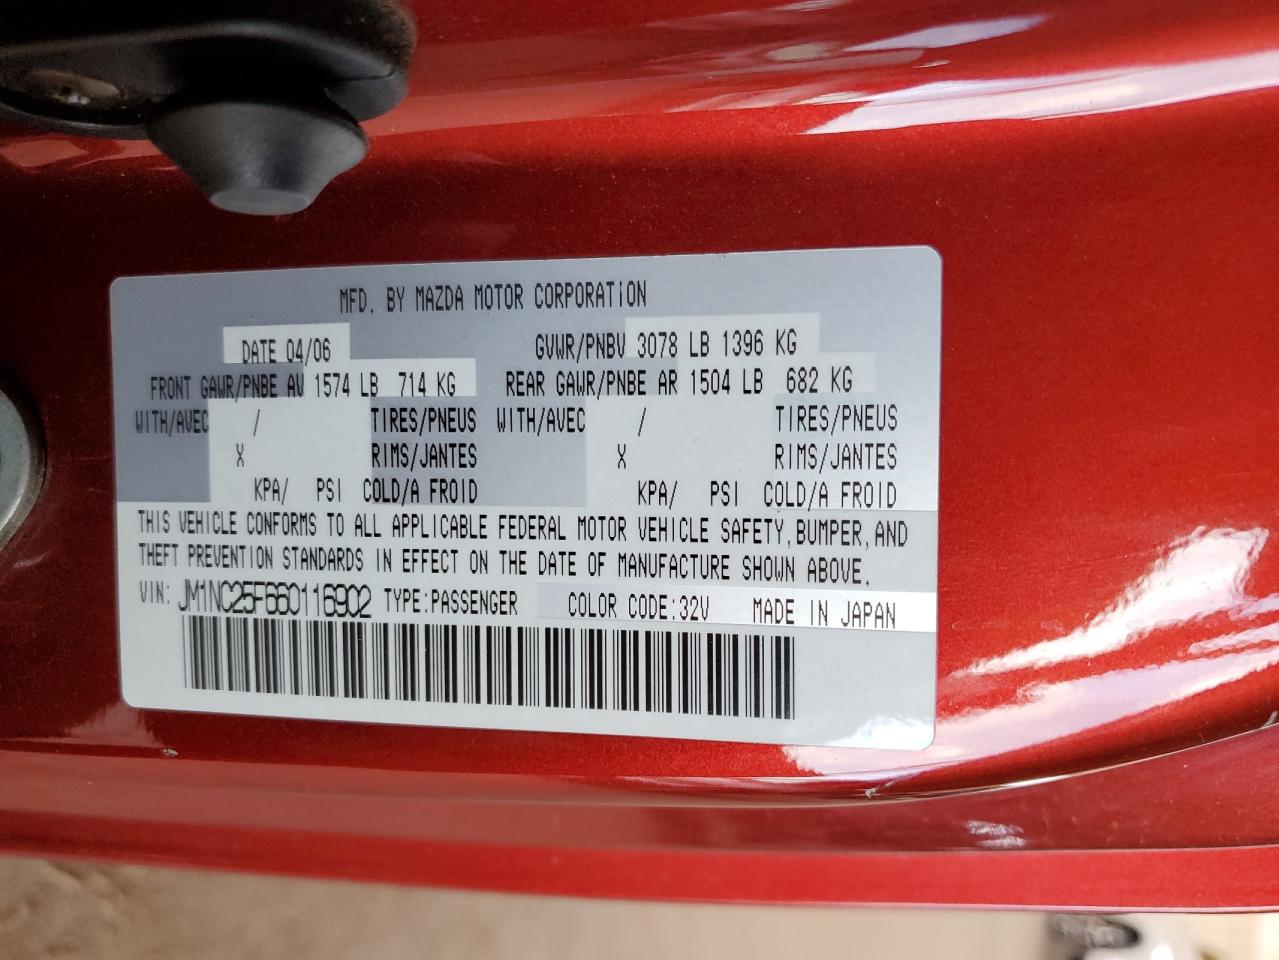 MFD. BY MAZDA MOTOR CORPORATION
DATE 04/06 GVWR/PNBV 3078 LB 1396 KG
FRONT GAWR/PNBE AV 1574 LB 714 KG REAR GAWR/PNBE AR 1504 LB 682 KG
WITH/AVEC / TIRES/PNEUS WITH/AVEC / TIRES/PNEUS
X RIMS/JANTES X RIMS/JANTES
KPA/ PSI COLD/A FROID KPA/ PSI COLD/A FROID
THIS VEHICLE CONFORMS TO ALL APPLICABLE FEDERAL MOTOR VEHICLE SAFETY, BUMPER, AND
THEFT PREVENTION STANDARDS IN EFFECT ON THE DATE OF MANUFACTURE SHOWN ABOVE.
VIN: JM1NC25F660116902 TYPE:PASSENGER COLOR CODE:32V MADE IN JAPAN